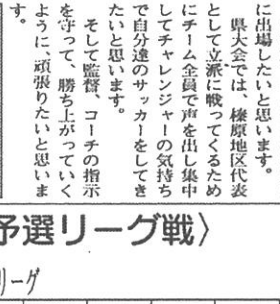 に出場したいと思います。
　県大会では、榛原地区代表
として立派に戦ってくるため
にチーム全員で声を出し集中
してチャレンジャーの気持ち
で自分達のサッカーをしてき
たいと思います。
　そして監督、コーチの指示
を守って、勝ち上がっていく
ように、頑張りたいと思いま
す。
予選リーグ戦〉
リーグ